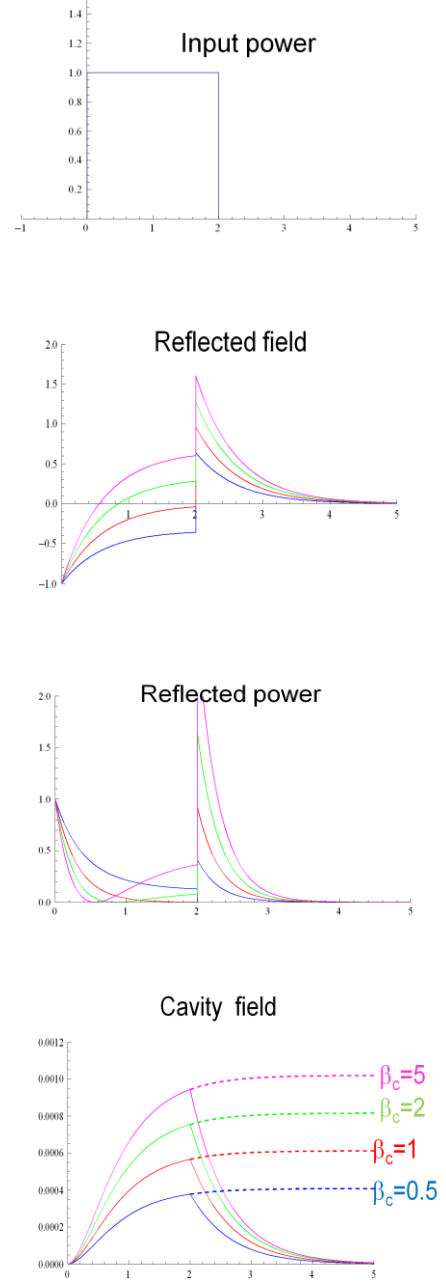 Input power
1.4
1.2
1.0
0.8
0.6
0.4
0.2
−1 0 1 2 3 4 5
Reflected field
2.0
1.5
1.0
0.5
0.0
1 2 3 4 5
−0.5
−1.0
Reflected power
2.0
1.5
1.0
0.5
0.0
0 1 2 3 4 5
Cavity field
0.0012
0.0010
0.0008
0.0006
0.0004
0.0002
0.0000
0 1 2 3 4 5
βc=5
βc=2
βc=1
βc=0.5